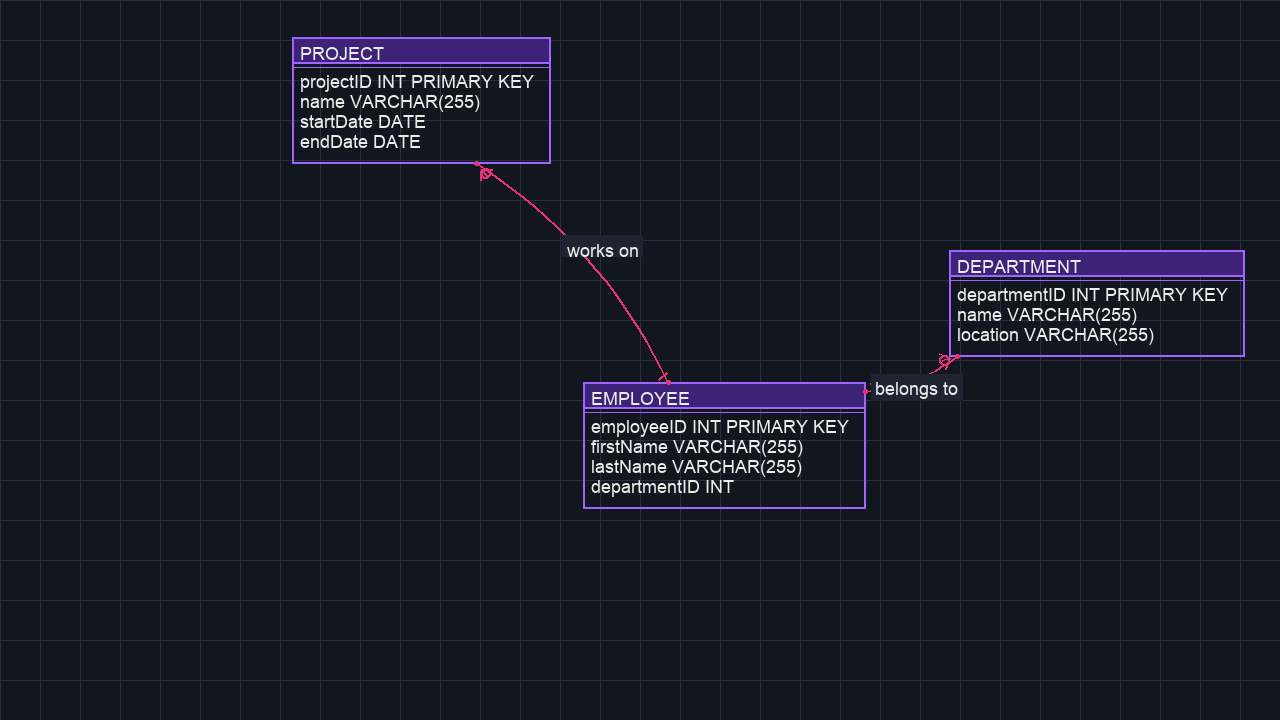 PROJECT
projectID INT PRIMARY KEY
name VARCHAR(255)
startDate DATE
endDate DATE
works on
DEPARTMENT
departmentID INT PRIMARY KEY
name VARCHAR(255)
location VARCHAR(255)
belongs to
EMPLOYEE
employeeID INT PRIMARY KEY
firstName VARCHAR(255)
lastName VARCHAR(255)
departmentID INT